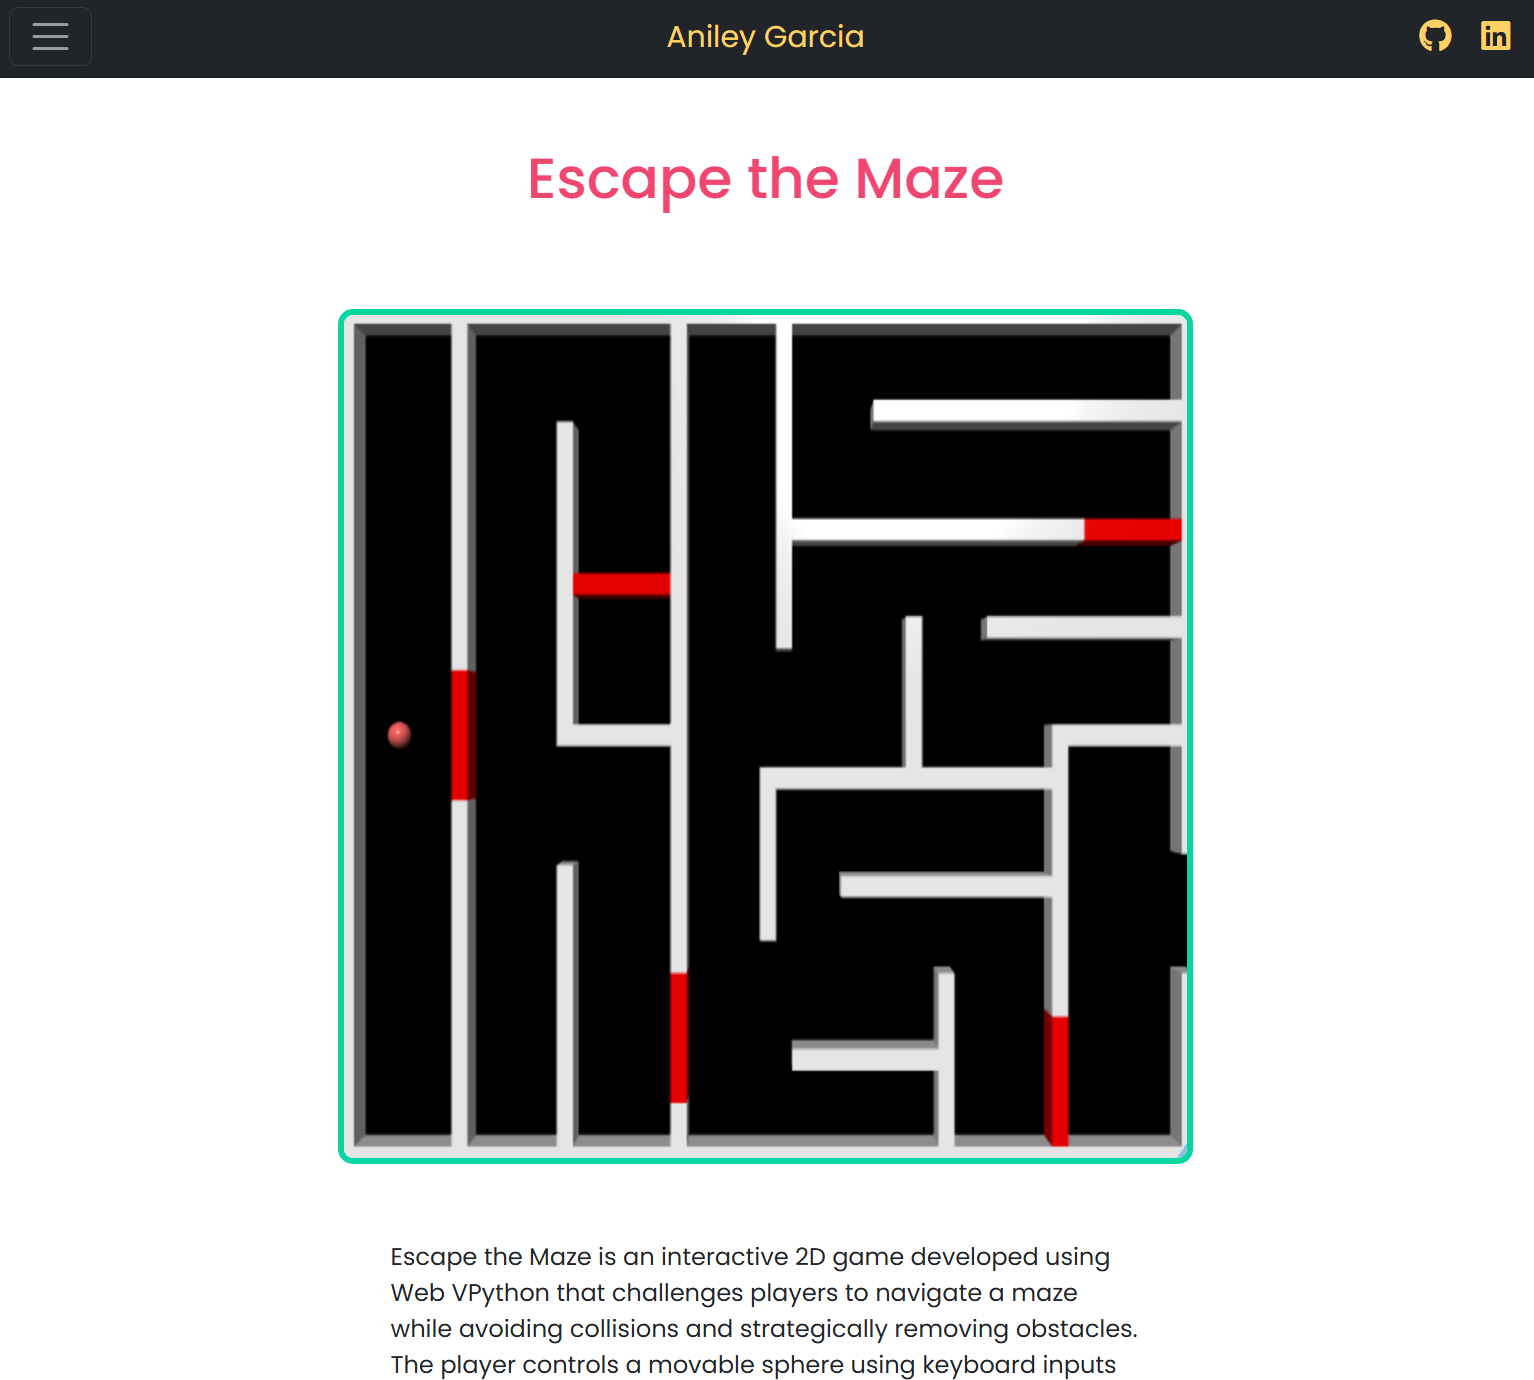 Aniley Garcia
Escape the Maze
Escape the Maze is an interactive 2D game developed using
Web VPython that challenges players to navigate a maze
while avoiding collisions and strategically removing obstacles.
The player controls a movable sphere using keyboard inputs